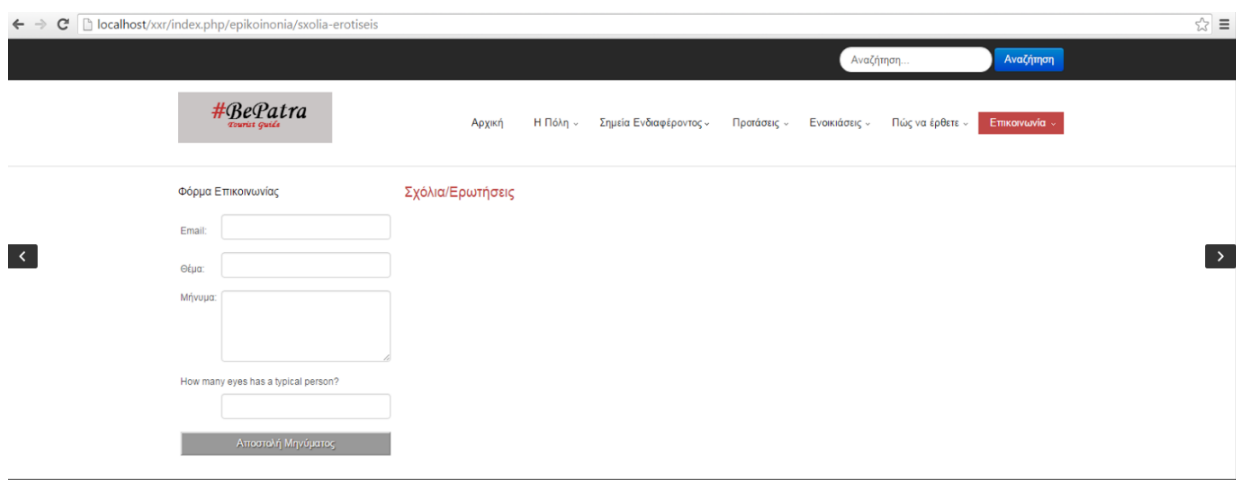 localhost/xxr/index.php/epikoinonia/sxolia-erotiseis
Αναζήτηση... Αναζήτηση
#BePatra
Tourist Guide
Αρχική Η Πόλη Σημεία Ενδιαφέροντος Προτάσεις Ενοικιάσεις Πώς να έρθετε Επικοινωνία
Φόρμα Επικοινωνίας Σχόλια/Ερωτήσεις
Email:
Θέμα:
Μήνυμα:
How many eyes has a typical person?
Αποστολή Μηνύματος